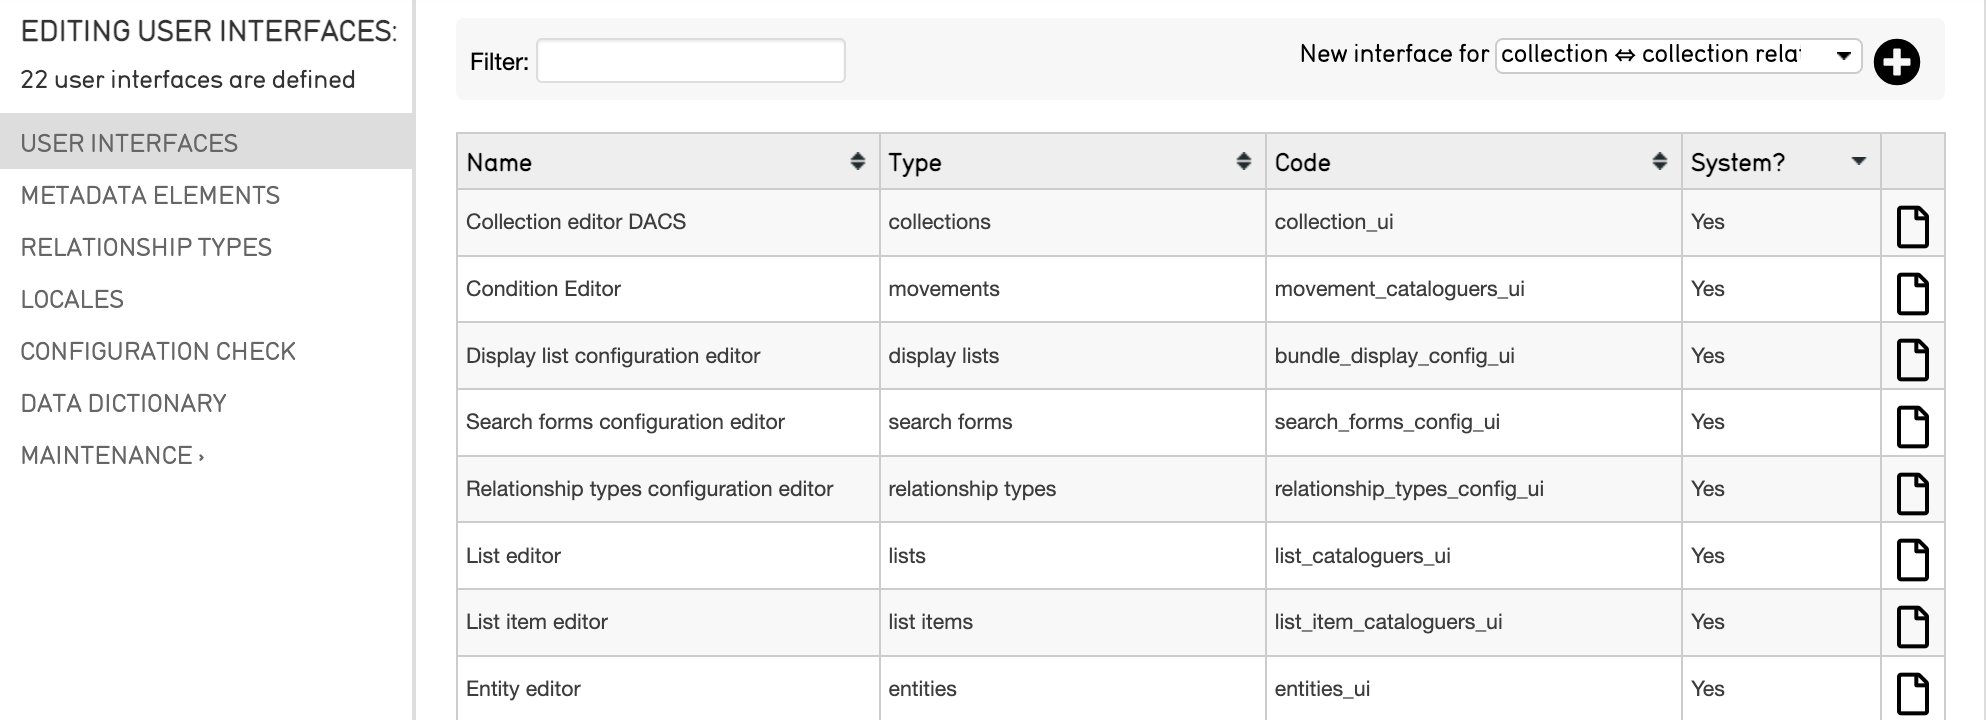 EDITING USER INTERFACES:
22 user interfaces are defined
USER INTERFACES
METADATA ELEMENTS
RELATIONSHIP TYPES
LOCALES
CONFIGURATION CHECK
DATA DICTIONARY
MAINTENANCE ›
Filter:
New interface for collection ⇔ collection rela
Name Type Code System?
Collection editor DACS collections collection_ui Yes
Condition Editor movements movement_cataloguers_ui Yes
Display list configuration editor display lists bundle_display_config_ui Yes
Search forms configuration editor search forms search_forms_config_ui Yes
Relationship types configuration editor relationship types relationship_types_config_ui Yes
List editor lists list_cataloguers_ui Yes
List item editor list items list_item_cataloguers_ui Yes
Entity editor entities entities_ui Yes